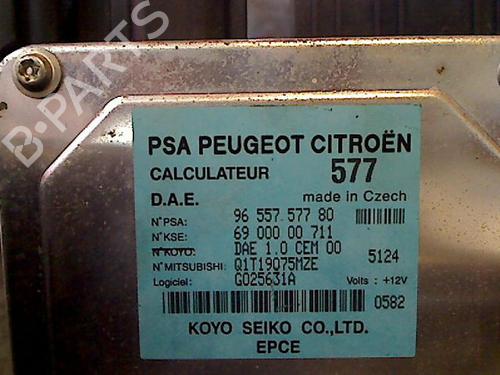 B-PARTS
PSA PEUGEOT CITROËN
CALCULATEUR 577
D.A.E. made in Czech
N°PSA: 96 557 577 80
N°KSE: 69 000 00 711
N°KOYO: DAE 1.0 CEM 00 5124
N°MITSUBISHI: Q1T19075MZE
Logiciel: G025631A Volts : +12V
0582
KOYO SEIKO CO.,LTD.
EPCE